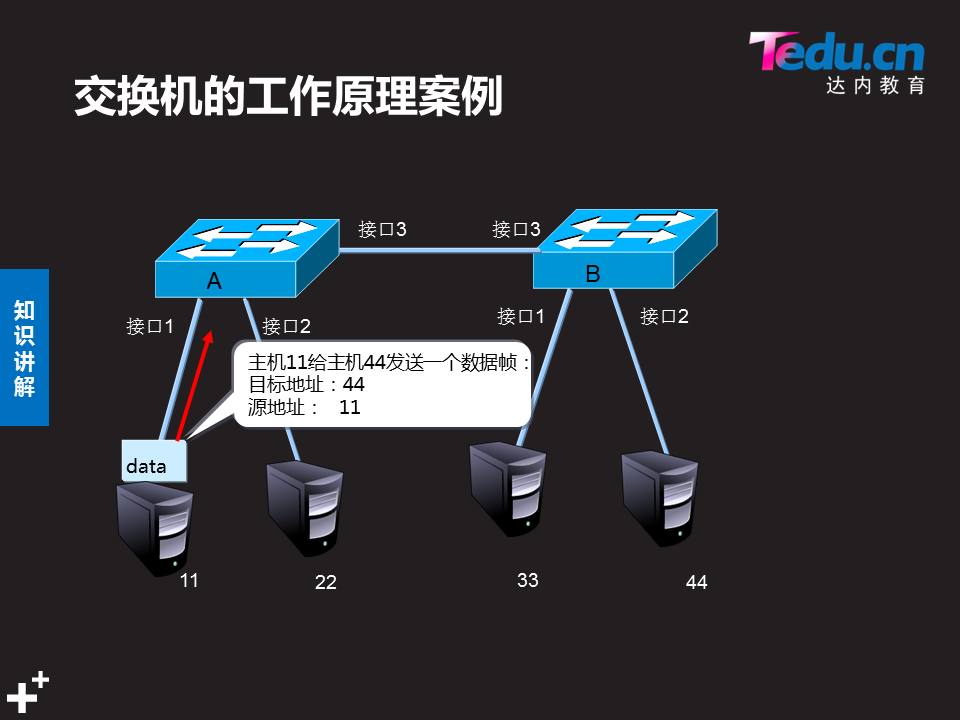 Tedu.cn
达内教育
交换机的工作原理案例
接口3
接口3
A
B
接口1
接口2
接口1
接口2
知识讲解
主机11给主机44发送一个数据帧：
目标地址：44
源地址： 11
data
11
22
33
44